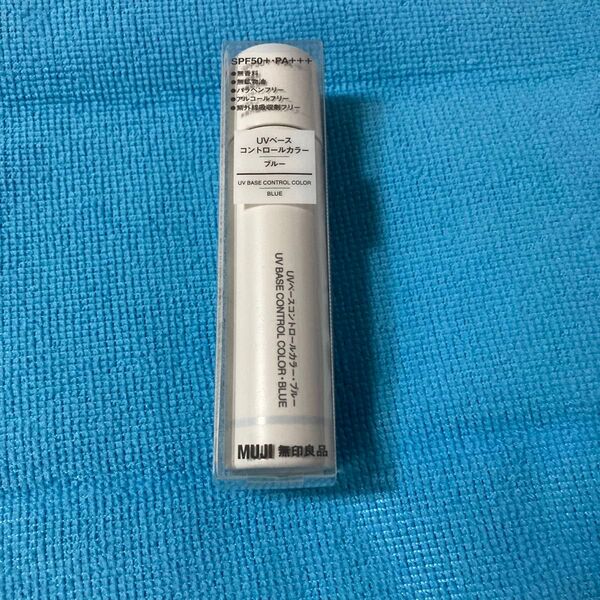 SPF50+・PA+++
●無香料
●無鉱物油
●パラベンフリー
●アルコールフリー
●紫外線吸収剤フリー
UVベース
コントロールカラー
ブルー
UV BASE CONTROL COLOR
BLUE
UVベースコントロールカラー・ブルー
UV BASE CONTROL COLOR・BLUE
MUJI 無印良品